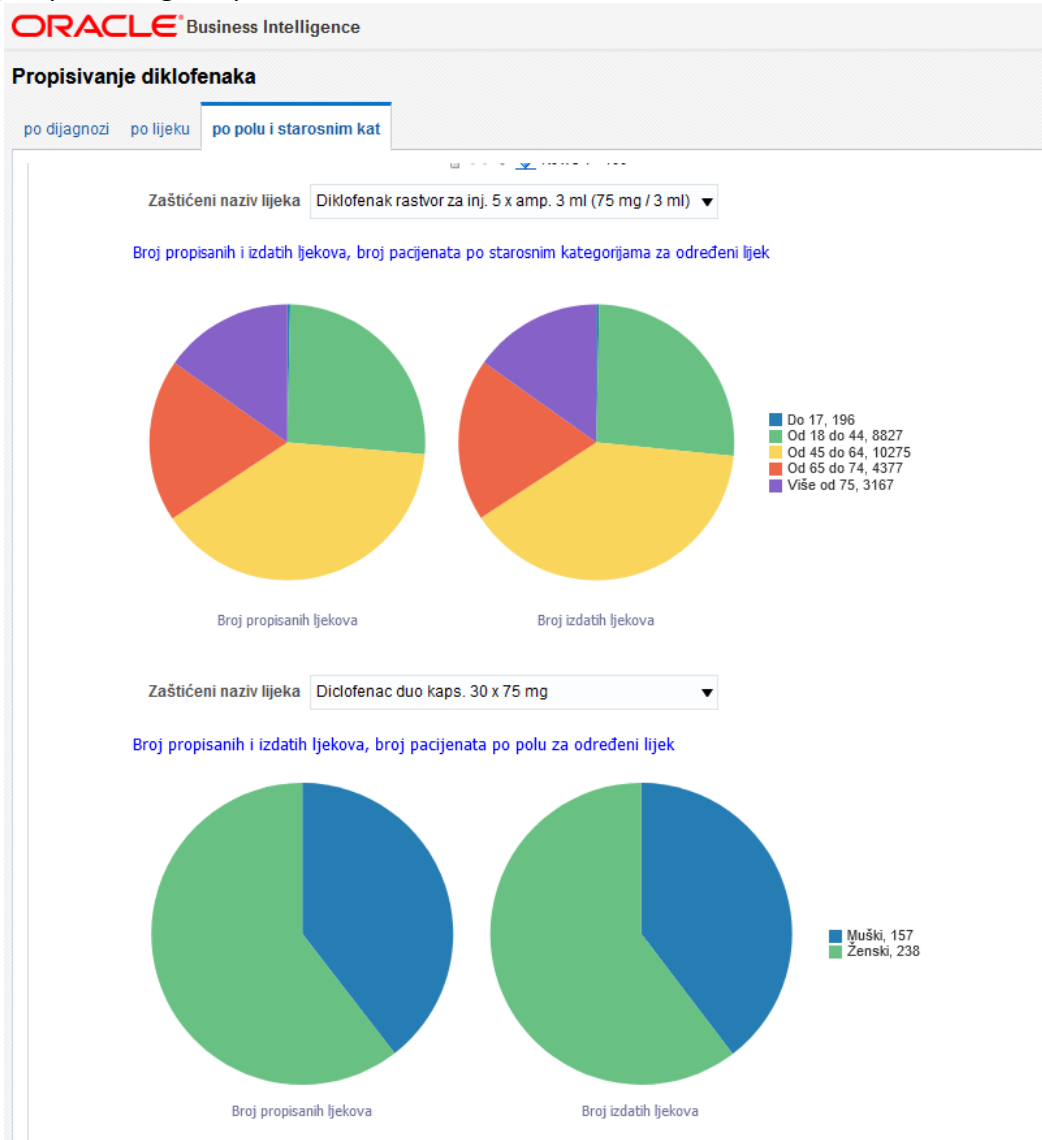 ORACLE Business Intelligence
Propisivanje diklofenaka
po dijagnozi po lijeku po polu i starosnim kat
Zaštićeni naziv lijeka Diklofenak rastvor za inj. 5 x amp. 3 ml (75 mg / 3 ml)
Broj propisanih i izdatih ljekova, broj pacijenata po starosnim kategorijama za određeni lijek
Do 17, 196
Od 18 do 44, 8827
Od 45 do 64, 10275
Od 65 do 74, 4377
Više od 75, 3167
Broj propisanih ljekova Broj izdatih ljekova
Zaštićeni naziv lijeka Diclofenac duo kaps. 30 x 75 mg
Broj propisanih i izdatih ljekova, broj pacijenata po polu za određeni lijek
Muški, 157
Ženski, 238
Broj propisanih ljekova Broj izdatih ljekova